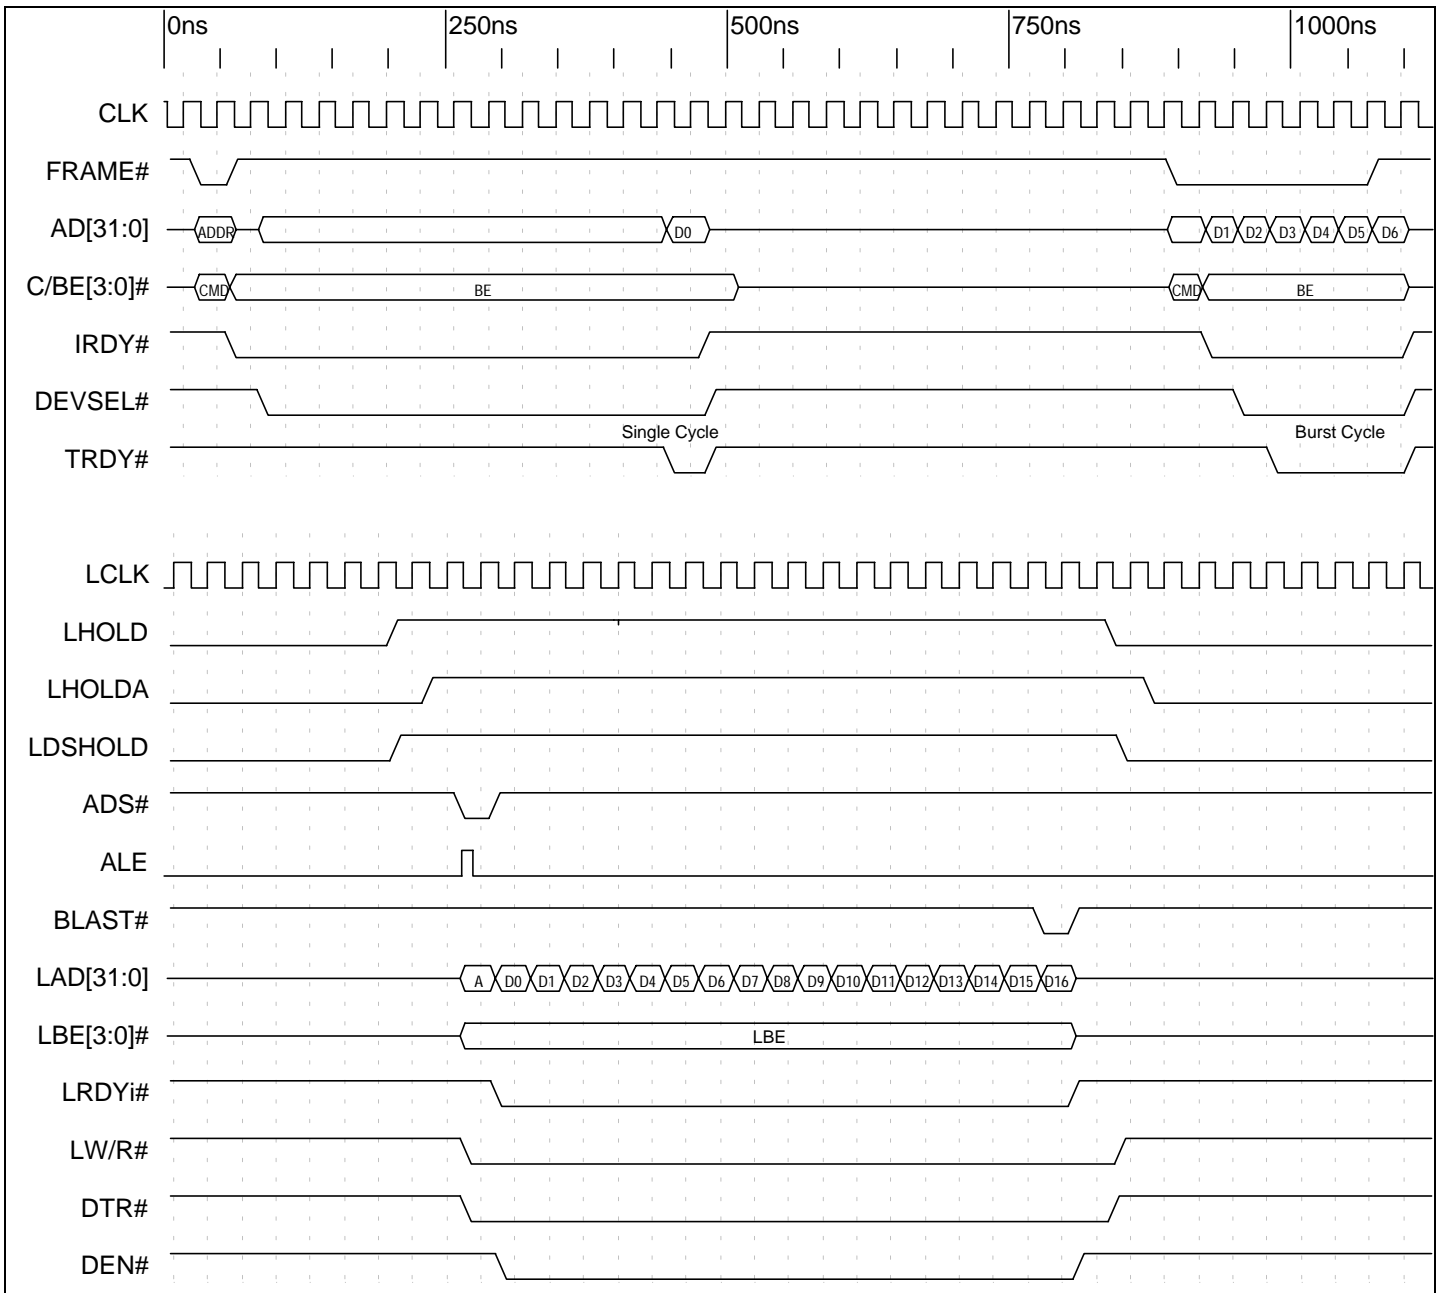 0ns 250ns 500ns 750ns 1000ns
CLK
FRAME#
AD[31:0] ADDR D0 D1 D2 D3 D4 D5 D6
C/BE[3:0]# CMD BE CMD BE
IRDY#
DEVSEL#
Single Cycle Burst Cycle
TRDY#
LCLK
LHOLD
LHOLDA
LDSHOLD
ADS#
ALE
BLAST#
LAD[31:0] A D0 D1 D2 D3 D4 D5 D6 D7 D8 D9 D10 D11 D12 D13 D14 D15 D16
LBE[3:0]# LBE
LRDYi#
LW/R#
DTR#
DEN#